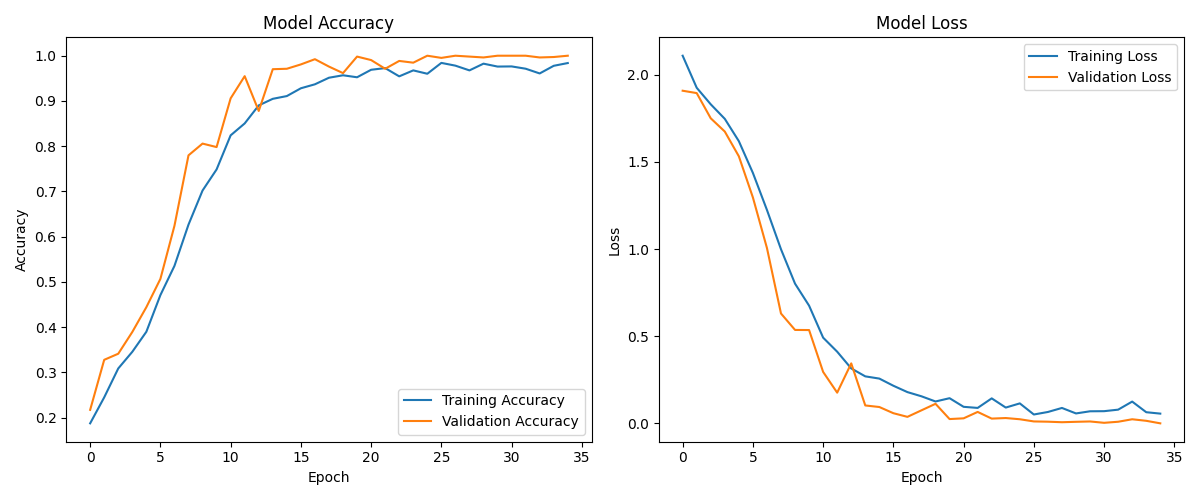 Model Accuracy
Accuracy
1.0
0.9
0.8
0.7
0.6
0.5
0.4
0.3
0.2
0 5 10 15 20 25 30 35
Epoch
Training Accuracy
Validation Accuracy
Model Loss
Loss
2.0
1.5
1.0
0.5
0.0
0 5 10 15 20 25 30 35
Epoch
Training Loss
Validation Loss